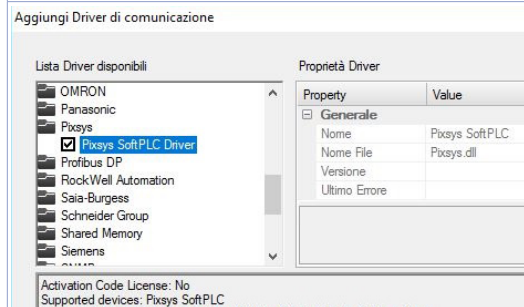 Aggiungi Driver di comunicazione
Lista Driver disponibili
Proprietà Driver
OMRON
Panasonic
Pixsys
Pixsys SoftPLC Driver
Profibus DP
RockWell Automation
Saia-Burgess
Schneider Group
Shared Memory
Siemens
Property Value
Generale
Nome Pixsys SoftPLC
Nome File Pixsys.dll
Versione
Ultimo Errore
Activation Code License: No
Supported devices: Pixsys SoftPLC